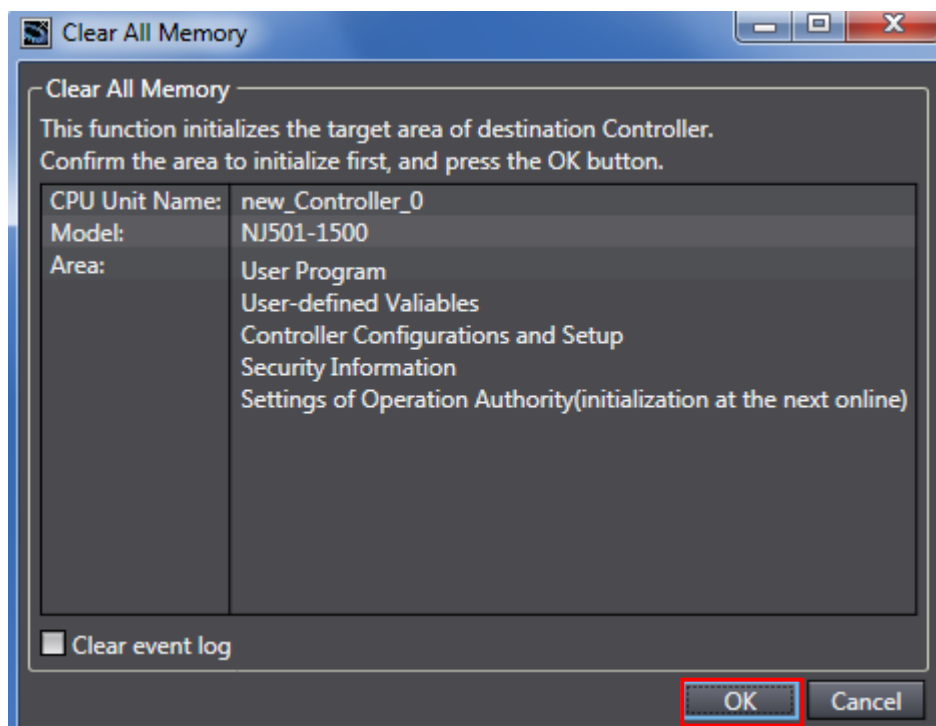 Clear All Memory
Clear All Memory
This function initializes the target area of destination Controller.
Confirm the area to initialize first, and press the OK button.
CPU Unit Name: new_Controller_0
Model: NJ501-1500
Area: User Program
User-defined Valiables
Controller Configurations and Setup
Security Information
Settings of Operation Authority(initialization at the next online)
Clear event log
OK Cancel